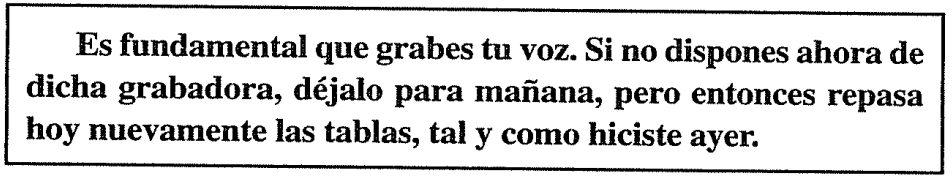 Es fundamental que grabes tu voz. Si no dispones ahora de
dicha grabadora, déjalo para mañana, pero entonces repasa
hoy nuevamente las tablas, tal y como hiciste ayer.